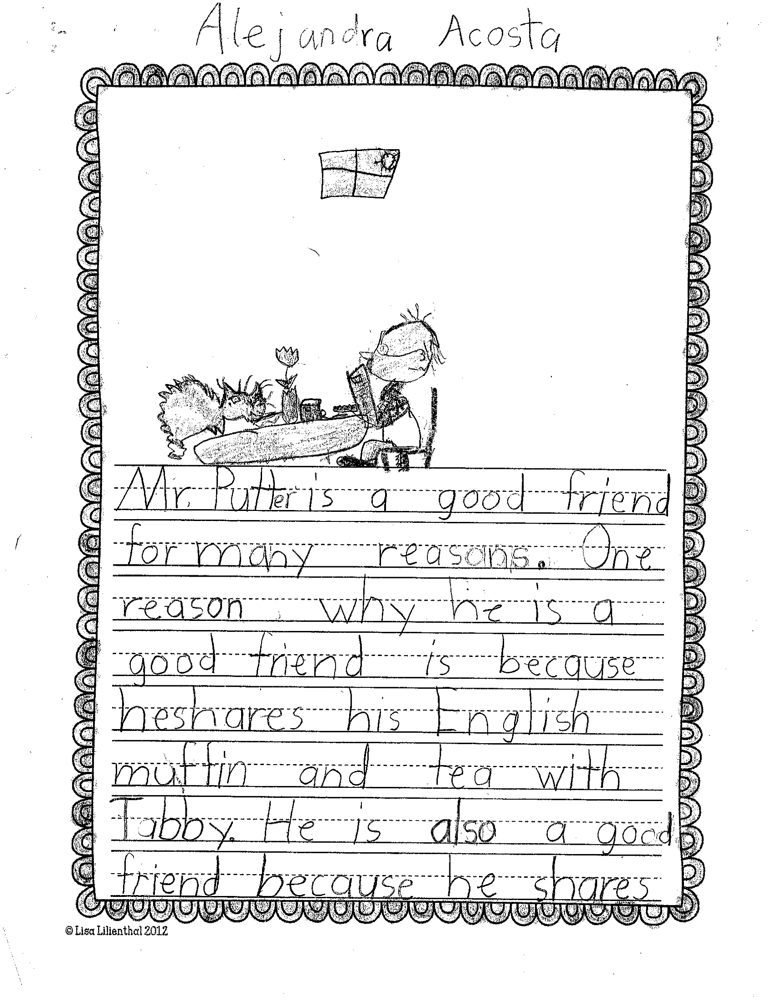 Alejandra Acosta
Mr. Putter is a good friend
for many reasans. One
reason why he is a
good friend is because
heshares his English
muffin and tea with
Tabby. He is also a good
friend because he shares
© Lisa Lilienthal 2012